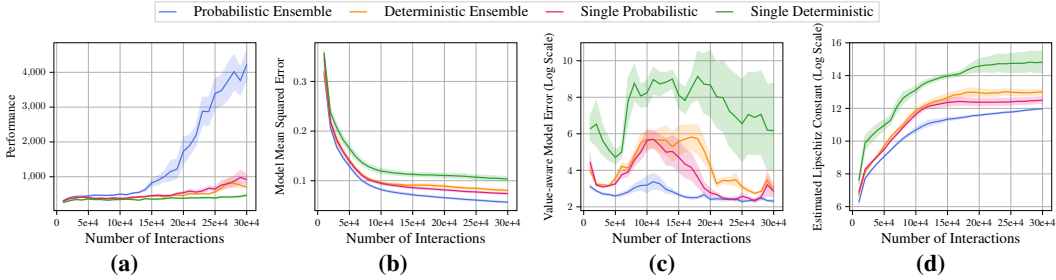 Probabilistic Ensemble Deterministic Ensemble Single Probabilistic Single Deterministic
Performance
4,000
3,000
2,000
1,000
0 5e+4 10e+4 15e+4 20e+4 25e+4 30e+4
Number of Interactions
(a)
Model Mean Squared Error
0.3
0.2
0.1
0 5e+4 10e+4 15e+4 20e+4 25e+4 30e+4
Number of Interactions
(b)
Value-aware Model Error (Log Scale)
10
8
6
4
2
0 5e+4 10e+4 15e+4 20e+4 25e+4 30e+4
Number of Interactions
(c)
Estimated Lipschitz Constant (Log Scale)
16
14
12
10
8
6
0 5e+4 10e+4 15e+4 20e+4 25e+4 30e+4
Number of Interactions
(d)